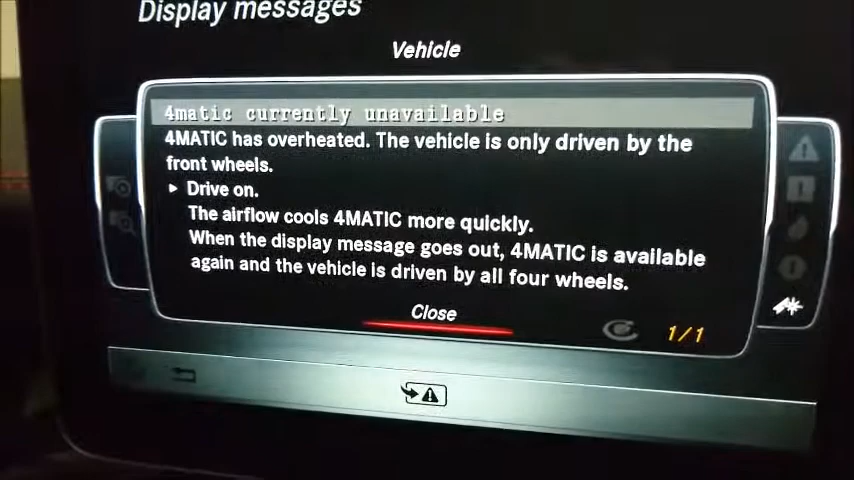 Display messages
Vehicle
4matic currently unavailable
4MATIC has overheated. The vehicle is only driven by the
front wheels.
Drive on.
The airflow cools 4MATIC more quickly.
When the display message goes out, 4MATIC is available
again and the vehicle is driven by all four wheels.
Close
1/1